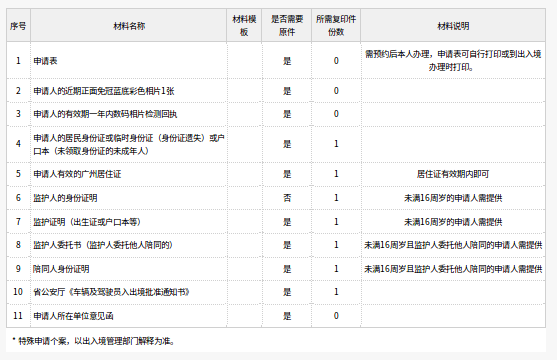 序号 材料名称 材料模板 是否需要原件 所需复印件份数 材料说明
1 申请表 是 0 需预约后本人办理，申请表可自行打印或到出入境办理时打印。
2 申请人的近期正面免冠蓝底彩色相片1张 是 0
3 申请人的有效期一年内数码相片检测回执 是 0
4 申请人的居民身份证或临时身份证（身份证遗失）或户口本（未领取身份证的未成年人） 是 1
5 申请人有效的广州居住证 是 1 居住证有效期内即可
6 监护人的身份证明 否 1 未满16周岁的申请人需提供
7 监护证明（出生证或户口本等） 是 1 未满16周岁的申请人需提供
8 监护人委托书（监护人委托他人陪同的） 是 1 未满16周岁且监护人委托他人陪同的申请人需提供
9 陪同人身份证明 是 1 未满16周岁且监护人委托他人陪同的申请人需提供
10 省公安厅《车辆及驾驶员入出境批准通知书》 是 1
11 申请人所在单位意见函 是 0
* 特殊申请个案，以出入境管理部门解释为准。